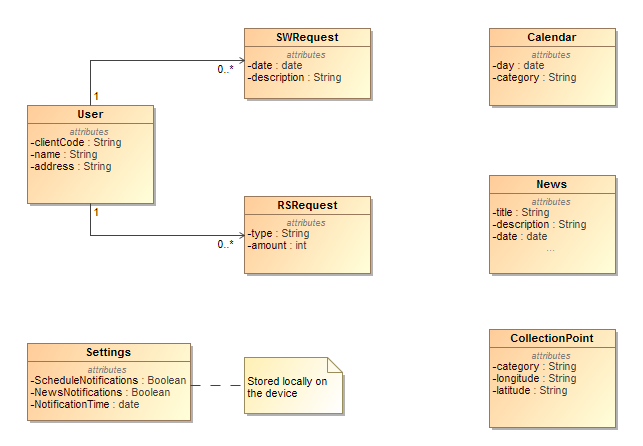 SWRequest
attributes
-date : date
-description : String
Calendar
attributes
-day : date
-category : String
0..*
1
User
attributes
-clientCode : String
-name : String
-address : String
1
0..*
RSRequest
attributes
-type : String
-amount : int
News
attributes
-title : String
-description : String
-date : date
...
Settings
attributes
-ScheduleNotifications : Boolean
-NewsNotifications : Boolean
-NotificationTime : date
Stored locally on
the device
CollectionPoint
attributes
-category : String
-longitude : String
-latitude : String